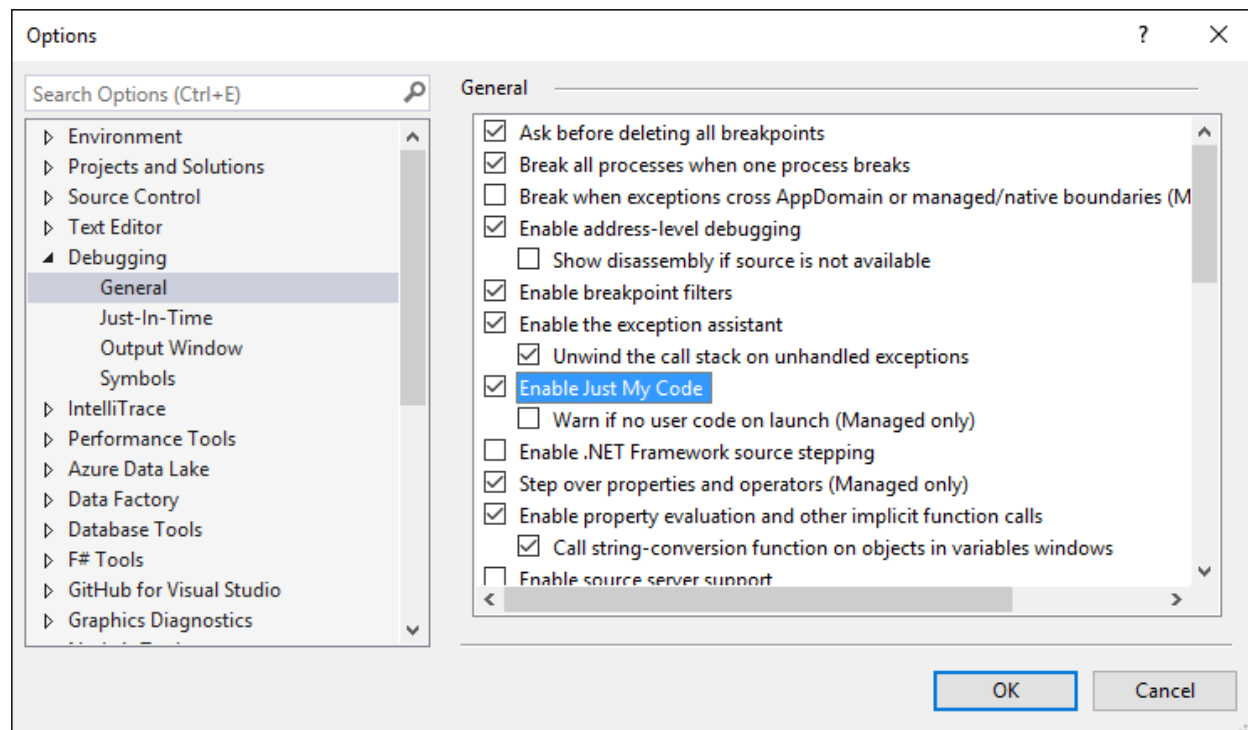 Options
?
Search Options (Ctrl+E)
Environment
Projects and Solutions
Source Control
Text Editor
Debugging
General
Just-In-Time
Output Window
Symbols
IntelliTrace
Performance Tools
Azure Data Lake
Data Factory
Database Tools
F# Tools
GitHub for Visual Studio
Graphics Diagnostics
General
Ask before deleting all breakpoints
Break all processes when one process breaks
Break when exceptions cross AppDomain or managed/native boundaries (M
Enable address-level debugging
Show disassembly if source is not available
Enable breakpoint filters
Enable the exception assistant
Unwind the call stack on unhandled exceptions
Enable Just My Code
Warn if no user code on launch (Managed only)
Enable .NET Framework source stepping
Step over properties and operators (Managed only)
Enable property evaluation and other implicit function calls
Call string-conversion function on objects in variables windows
Enable source server support
OK
Cancel